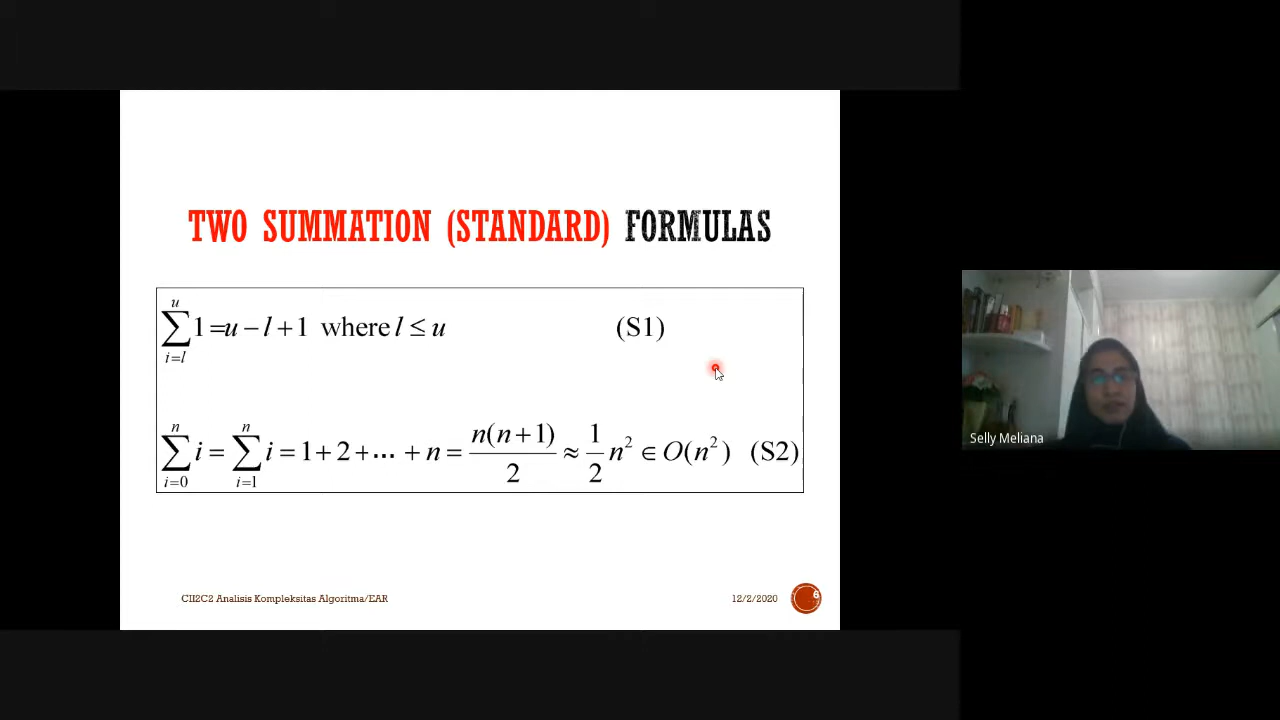 TWO SUMMATION (STANDARD) FORMULAS
∑_{i=l}^{u} 1 = u − l + 1 where l ≤ u (S1)
∑_{i=0}^{n} i = ∑_{i=1}^{n} i = 1 + 2 + ... + n = n(n+1)/2 ≈ 1/2 n² ∈ O(n²) (S2)
CII2C2 Analisis Kompleksitas Algoritma/EAR
12/2/2020
6
Selly Meliana